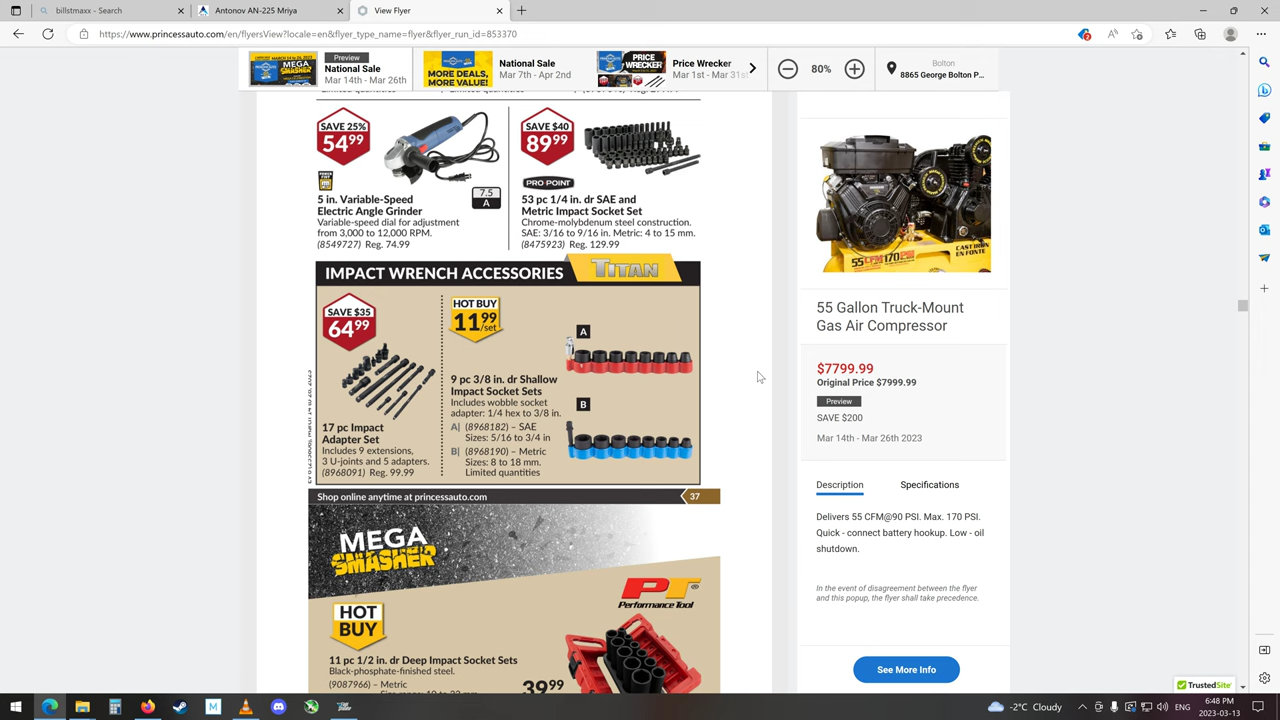 billstmaxx - Search
Antonov AN-225 Mriya
View Flyer
https://www.princessauto.com/en/flyersView?locale=en&flyer_type_name=flyer&flyer_run_id=853370
Preview
National Sale
Mar 14th - Mar 26th
MEGA
SMASHER
MORE DEALS,
MORE VALUE!
National Sale
Mar 7th - Apr 2nd
PRICE
WRECKER
Price Wrecker
Mar 1st - Mar 31st
80%
Bolton
8865 George Bolton P...
SAVE 25%
54.99
5 in. Variable-Speed
Electric Angle Grinder
Variable-speed dial for adjustment
from 3,000 to 12,000 RPM.
(8549727) Reg. 74.99
7.5
A
SAVE $40
89.99
PRO POINT
53 pc 1/4 in. dr SAE and
Metric Impact Socket Set
Chrome-molybdenum steel construction.
SAE: 3/16 to 9/16 in. Metric: 4 to 15 mm.
(8475923) Reg. 129.99
IMPACT WRENCH ACCESSORIES
TITAN
SAVE $35
64.99
17 pc Impact
Adapter Set
Includes 9 extensions,
3 U-joints and 5 adapters.
(8968091) Reg. 99.99
HOT BUY
11.99
/set
A
9 pc 3/8 in. dr Shallow
Impact Socket Sets
Includes wobble socket
adapter: 1/4 hex to 3/8 in.
A| (8968182) – SAE
Sizes: 5/16 to 3/4 in
B| (8968190) – Metric
Sizes: 8 to 18 mm.
Limited quantities
B
Shop online anytime at princessauto.com
37
MEGA
SMASHER
PT
Performance Tool
HOT
BUY
11 pc 1/2 in. dr Deep Impact Socket Sets
Black-phosphate-finished steel.
(9087966) – Metric
39.99
55CFM 170PSI
CAST IRON
EN FONTE
55 Gallon Truck-Mount
Gas Air Compressor
$7799.99
Original Price $7999.99
Preview
SAVE $200
Mar 14th - Mar 26th 2023
Description
Specifications
Delivers 55 CFM@90 PSI. Max. 170 PSI.
Quick - connect battery hookup. Low - oil
shutdown.
In the event of disagreement between the flyer
and this popup, the flyer shall take precedence.
See More Info
TrustedSite
-2°C Cloudy
ENG
6:48 PM
2023-03-13